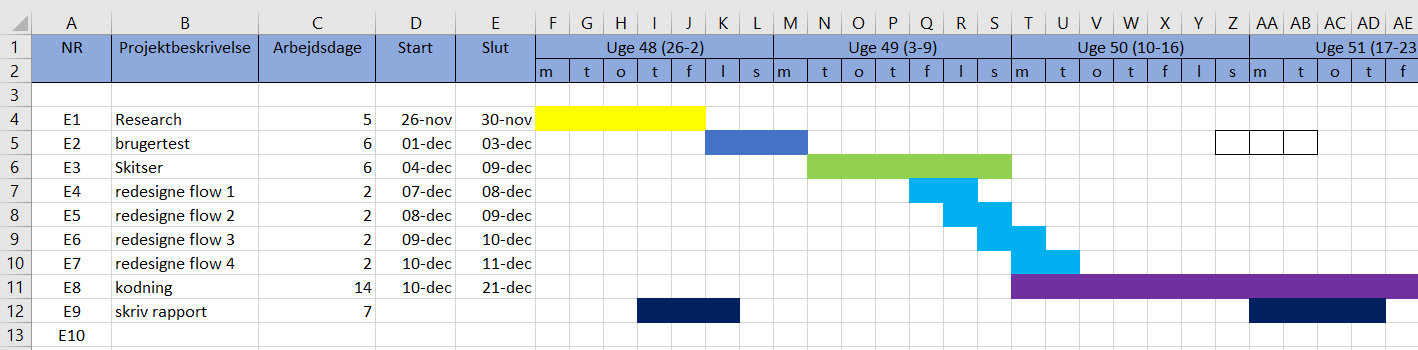 A B C D E F G H I J K L M N O P Q R S T U V W X Y Z AA AB AC AD AE
1 NR Projektbeskrivelse Arbejdsdage Start Slut Uge 48 (26-2) Uge 49 (3-9) Uge 50 (10-16) Uge 51 (17-23
2 m t o t f l s m t o t f l s m t o t f l s m t o t f
3
4 E1 Research 5 26-nov 30-nov
5 E2 brugertest 6 01-dec 03-dec
6 E3 Skitser 6 04-dec 09-dec
7 E4 redesigne flow 1 2 07-dec 08-dec
8 E5 redesigne flow 2 2 08-dec 09-dec
9 E6 redesigne flow 3 2 09-dec 10-dec
10 E7 redesigne flow 4 2 10-dec 11-dec
11 E8 kodning 14 10-dec 21-dec
12 E9 skriv rapport 7
13 E10